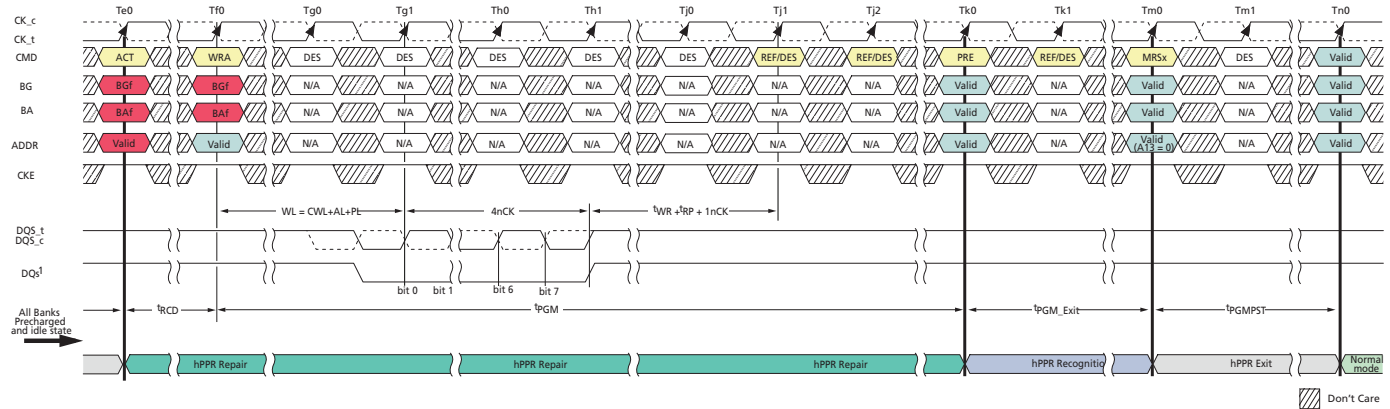 Te0 Tf0 Tg0 Tg1 Th0 Th1 Tj0 Tj1 Tj2 Tk0 Tk1 Tm0 Tm1 Tn0
CK_c
CK_t
CMD ACT WRA DES DES DES DES DES REF/DES REF/DES PRE REF/DES MRSx DES Valid
BG BGf BGf N/A N/A N/A N/A N/A N/A N/A Valid N/A Valid N/A Valid
BA BAf BAf N/A N/A N/A N/A N/A N/A N/A Valid N/A Valid N/A Valid
ADDR Valid Valid N/A N/A N/A N/A N/A N/A N/A Valid N/A Valid (A13 = 0) N/A Valid
CKE
WL = CWL+AL+PL 4nCK tWR + tRP + 1nCK
DQS_t
DQS_c
DQs1
bit 0 bit 1 bit 6 bit 7
All Banks
Precharged
and idle state
tRCD tPGM tPGM_Exit tPGMPST
hPPR Repair hPPR Repair hPPR Repair hPPR Recognitio hPPR Exit Normal
mode
Don't Care